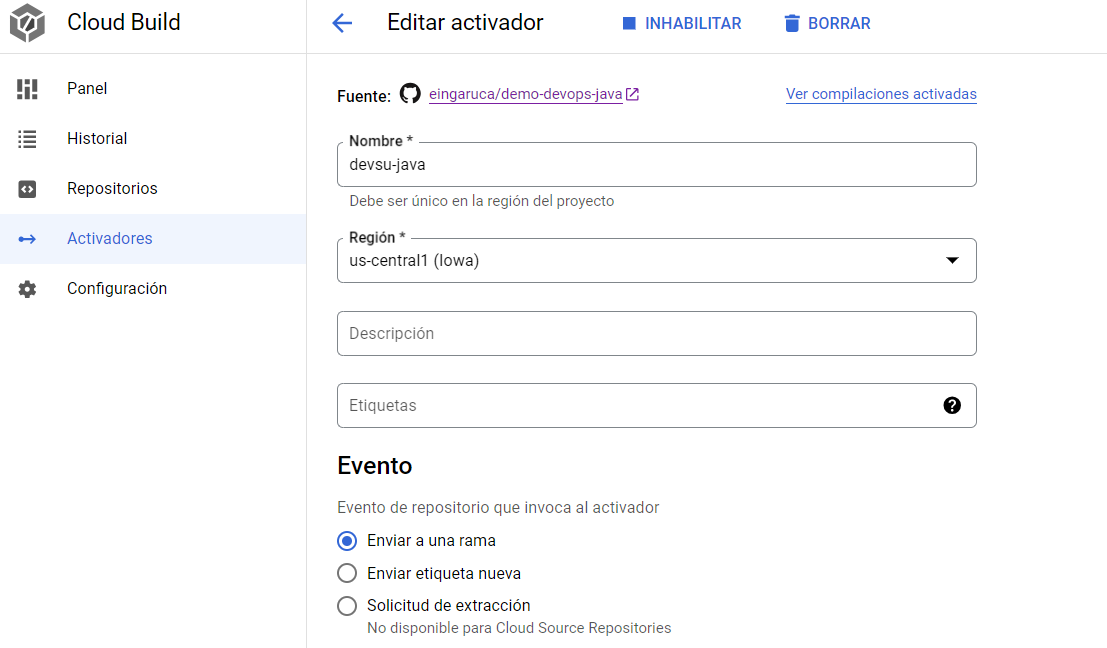 Cloud Build
Editar activador
INHABILITAR
BORRAR
Panel
Historial
Repositorios
Activadores
Configuración
Fuente: eingaruca/demo-devops-java
Ver compilaciones activadas
Nombre *
devsu-java
Debe ser único en la región del proyecto
Región *
us-central1 (Iowa)
Descripción
Etiquetas
Evento
Evento de repositorio que invoca al activador
Enviar a una rama
Enviar etiqueta nueva
Solicitud de extracción
No disponible para Cloud Source Repositories